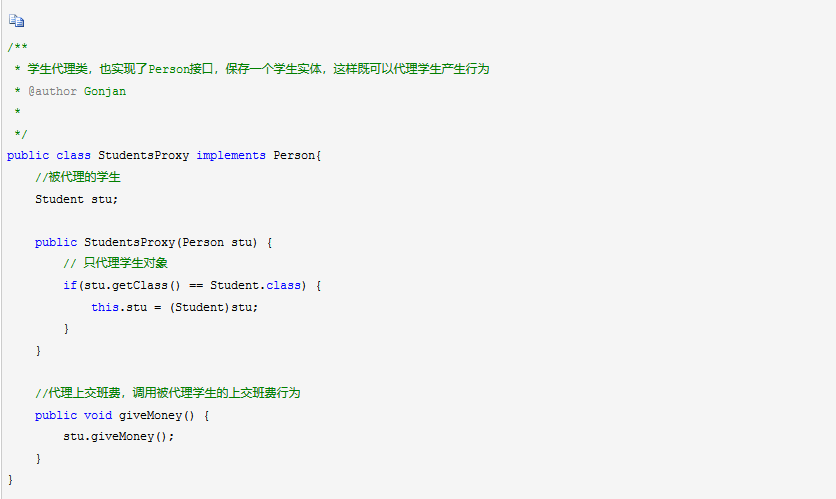 /**
 * 学生代理类，也实现了Person接口，保存一个学生实体，这样既可以代理学生产生行为
 * @author Gonjan
 *
 */
public class StudentsProxy implements Person{
    //被代理的学生
    Student stu;
    public StudentsProxy(Person stu) {
        // 只代理学生对象
        if(stu.getClass() == Student.class) {
            this.stu = (Student)stu;
        }
    }
    //代理上交班费，调用被代理学生的上交班费行为
    public void giveMoney() {
        stu.giveMoney();
    }
}